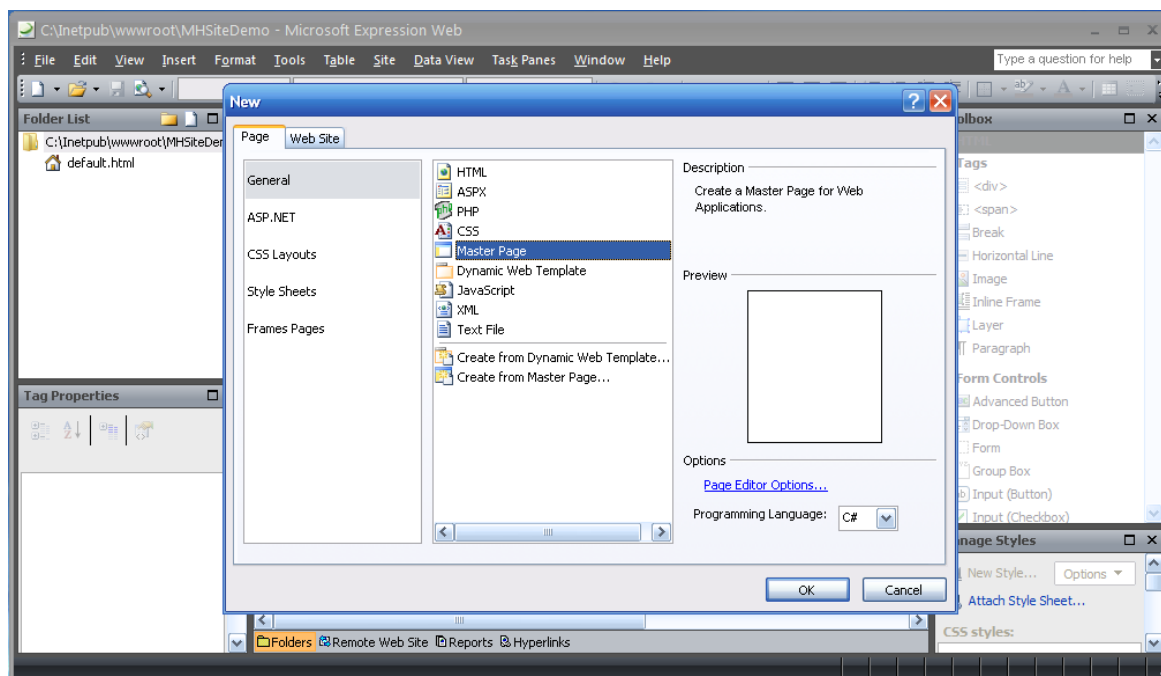 C:\Inetpub\wwwroot\MHSiteDemo - Microsoft Expression Web
File Edit View Insert Format Tools Table Site Data View Task Panes Window Help
Type a question for help
Folder List
C:\Inetpub\wwwroot\MHSiteDe
default.html
Tag Properties
New
Page Web Site
General
ASP.NET
CSS Layouts
Style Sheets
Frames Pages
HTML
ASPX
PHP
CSS
Master Page
Dynamic Web Template
JavaScript
XML
Text File
Create from Dynamic Web Template...
Create from Master Page...
Description
Create a Master Page for Web
Applications.
Preview
Options
Page Editor Options...
Programming Language: C#
OK Cancel
olbox
HTML
Tags
<div>
<span>
Break
Horizontal Line
Image
Inline Frame
Layer
Paragraph
Form Controls
Advanced Button
Drop-Down Box
Form
Group Box
Input (Button)
Input (Checkbox)
nage Styles
New Style... Options
Attach Style Sheet...
CSS styles:
Folders Remote Web Site Reports Hyperlinks